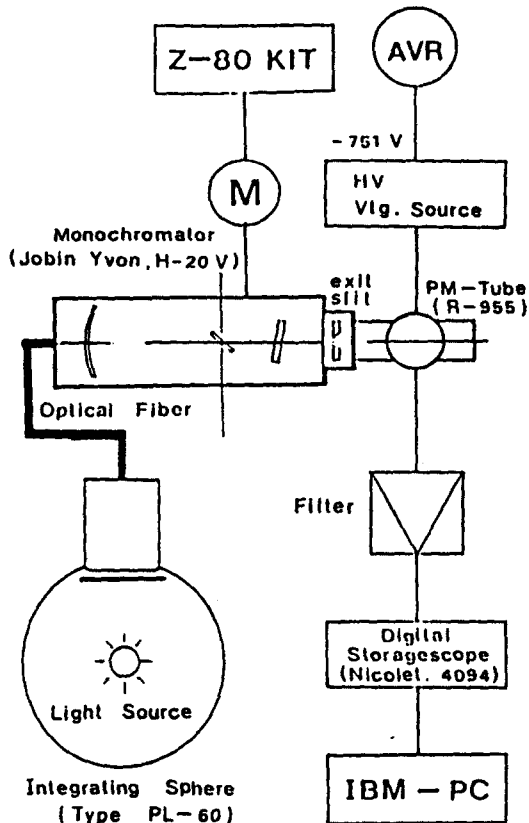 Z-80 KIT
AVR
-751 V
M
HV
Vlg. Source
Monochromator
(Jobin Yvon, H-20 V)
exit
slit
PM-Tube
(R-955)
Optical Fiber
Filter
Light Source
Digital
Storagescope
(Nicolet. 4094)
Integrating Sphere
(Type PL-60)
IBM-PC